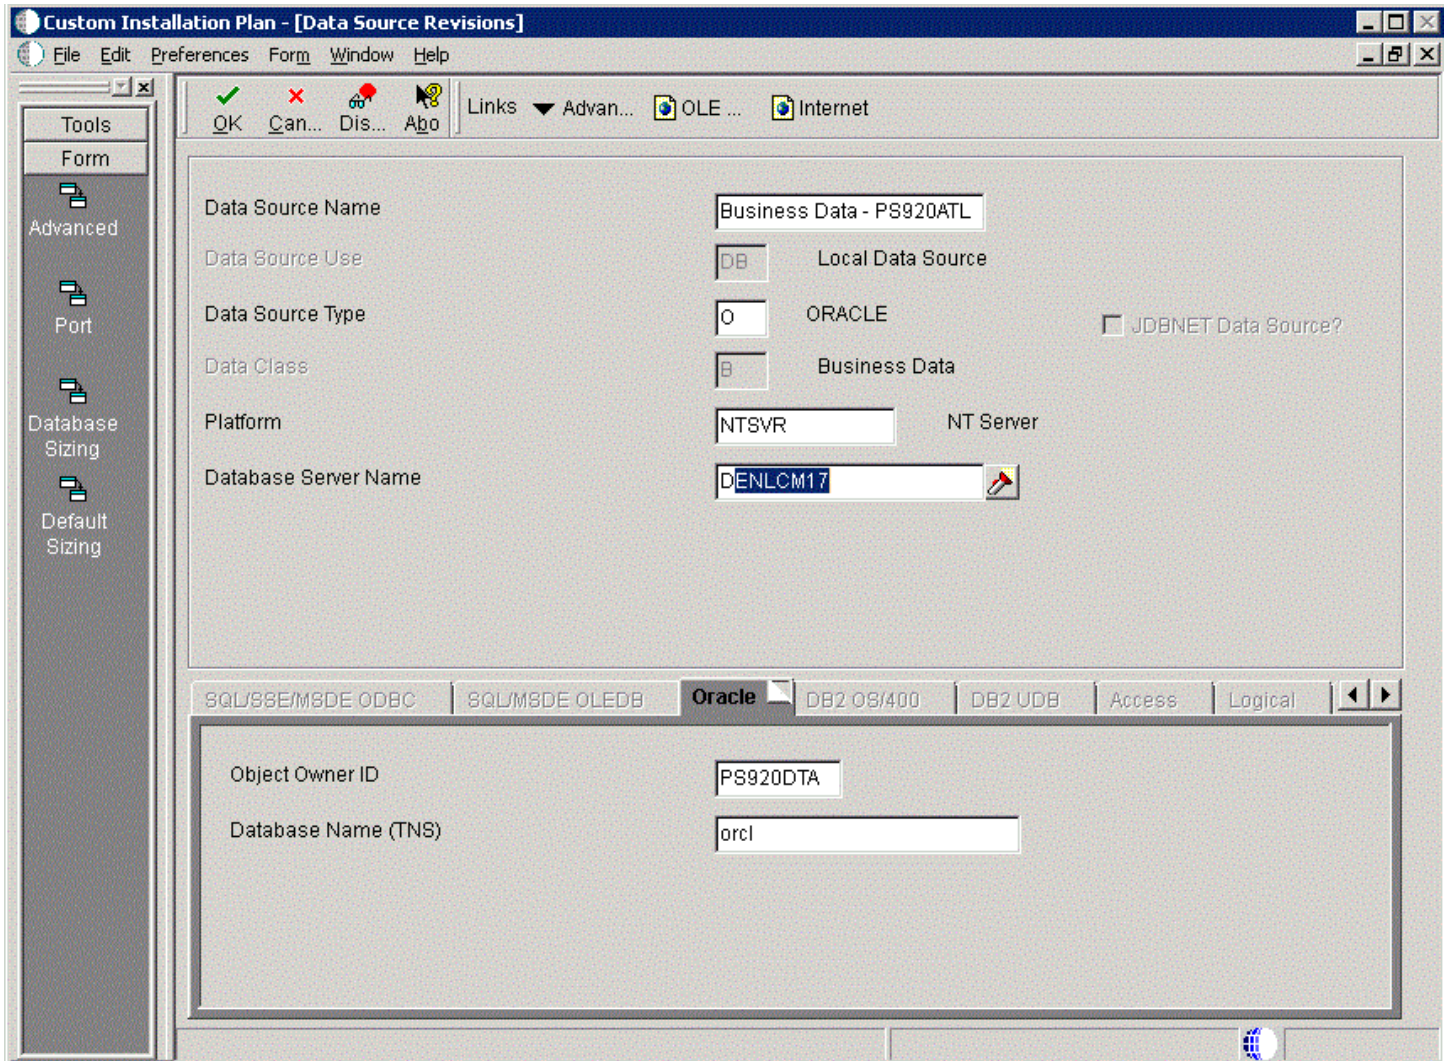 Custom Installation Plan - [Data Source Revisions]
File Edit Preferences Form Window Help
Tools
Form
Advanced
Port
Database
Sizing
Default
Sizing
OK Can... Dis... Abo Links Advan... OLE ... Internet
Data Source Name Business Data - PS920ATL
Data Source Use DB Local Data Source
Data Source Type O ORACLE JDBNET Data Source?
Data Class B Business Data
Platform NTSVR NT Server
Database Server Name DENLCM17
SQL/SSE/MSDE ODBC SQL/MSDE OLEDB Oracle DB2 OS/400 DB2 UDB Access Logical
Object Owner ID PS920DTA
Database Name (TNS) orcl